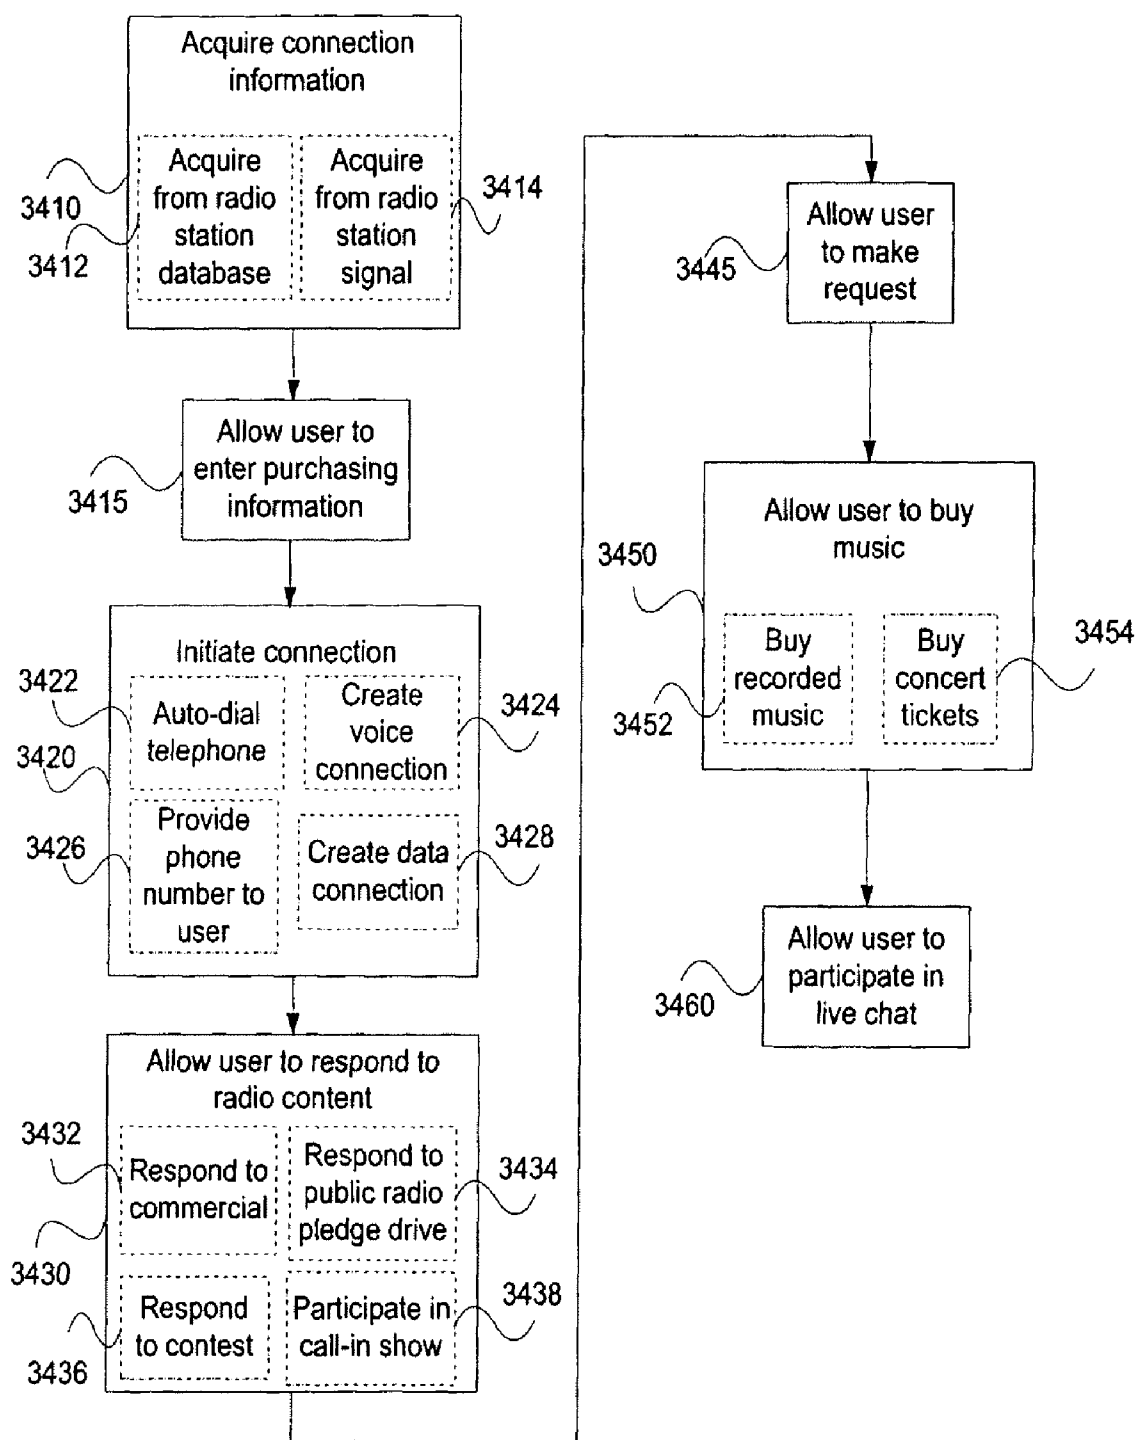 Acquire connection
information
3410
3412
Acquire
from radio
station
database
Acquire
from radio
station
signal
3414
Allow user to
enter purchasing
information
3415
Initiate connection
3422
3420
Auto-dial
telephone
Create
voice
connection
3424
3426
Provide
phone
number to
user
Create data
connection
3428
Allow user to respond to
radio content
3432
3430
Respond to
commercial
Respond to
public radio
pledge drive
3434
3436
Respond
to contest
Participate in
call-in show
3438
Allow user
to make
request
3445
Allow user to buy
music
3450
3452
Buy
recorded
music
Buy
concert
tickets
3454
Allow user to
participate in
live chat
3460